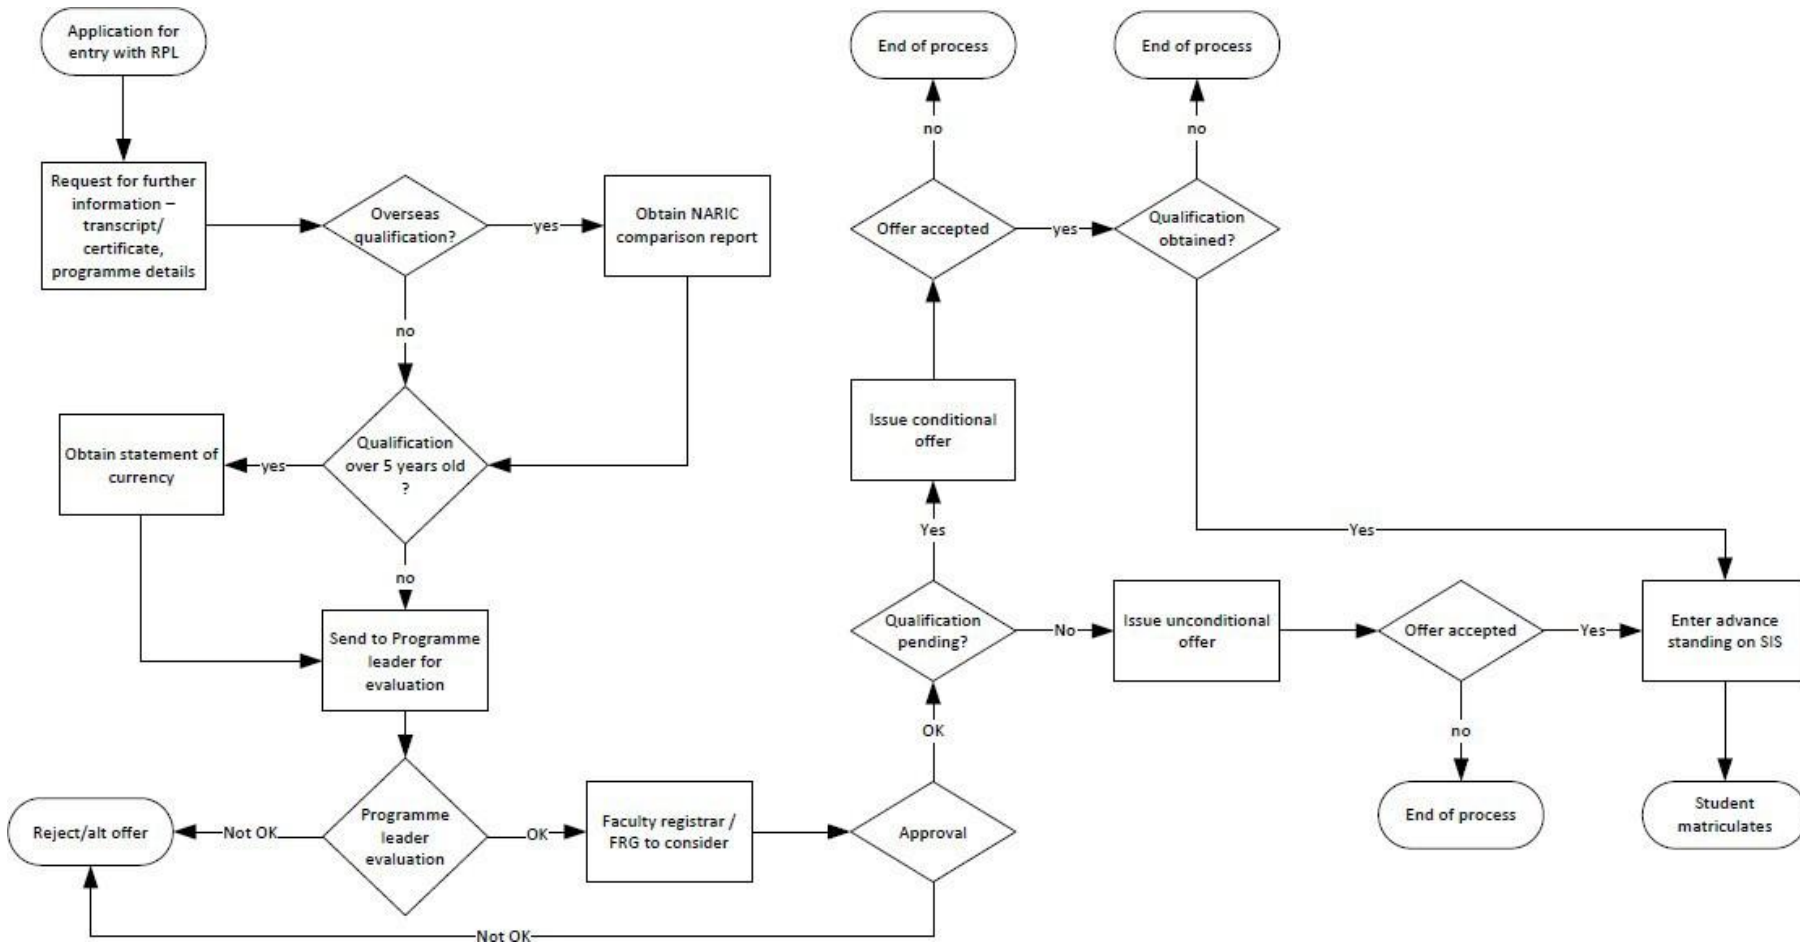 Application for
entry with RPL
Request for further
information –
transcript/
certificate,
programme details
Overseas
qualification?
yes
Obtain NARIC
comparison report
no
Qualification
over 5 years old
?
yes
Obtain statement of
currency
no
Send to Programme
leader for
evaluation
Programme
leader
evaluation
Not OK
Reject/alt offer
OK
Faculty registrar /
FRG to consider
Approval
Not OK
OK
Qualification
pending?
Yes
Issue conditional
offer
Offer accepted
no
End of process
yes
Qualification
obtained?
no
End of process
Yes
No
Issue unconditional
offer
Offer accepted
no
End of process
Yes
Enter advance
standing on SIS
Student
matriculates